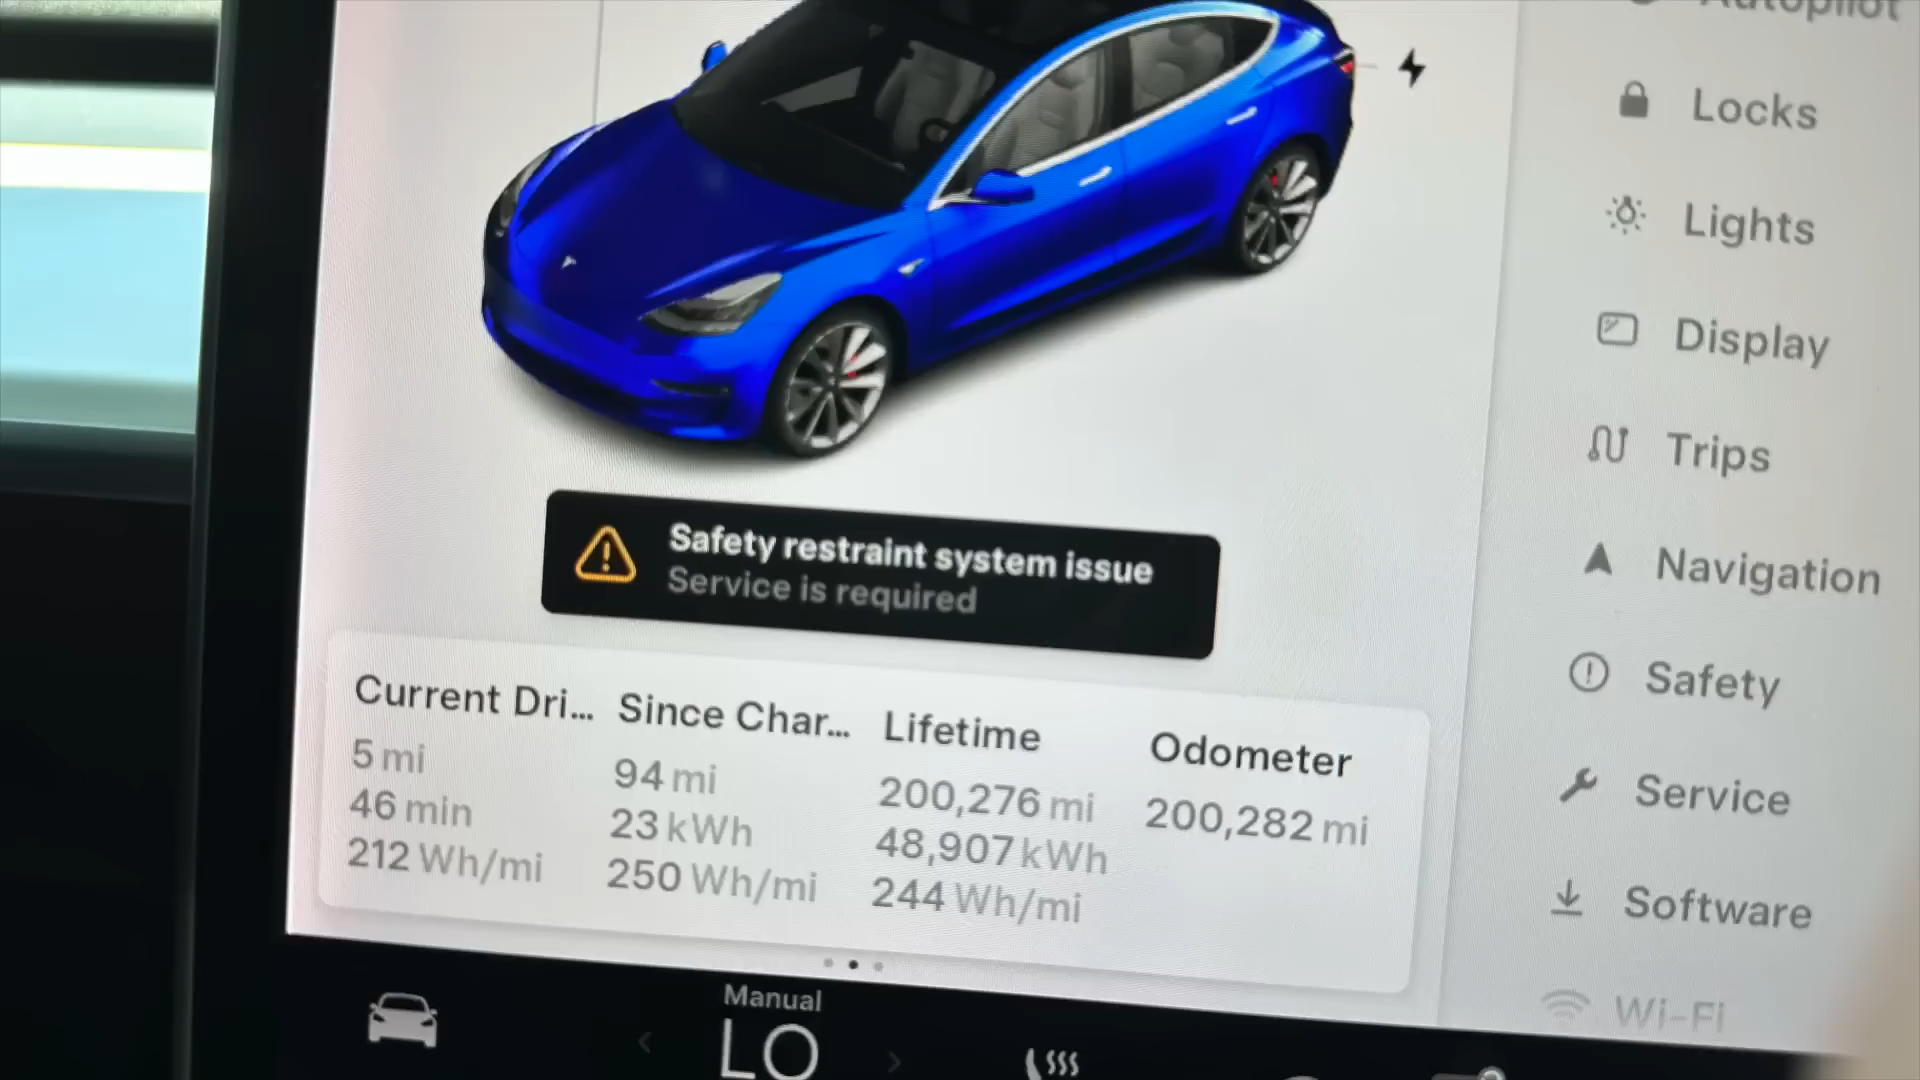 Autopilot
Locks
Lights
Display
Trips
Navigation
Safety
Service
Software
Wi-Fi
Safety restraint system issue
Service is required
Current Dri...
5 mi
46 min
212 Wh/mi
Since Char...
94 mi
23 kWh
250 Wh/mi
Lifetime
200,276 mi
48,907 kWh
244 Wh/mi
Odometer
200,282 mi
Manual
LO